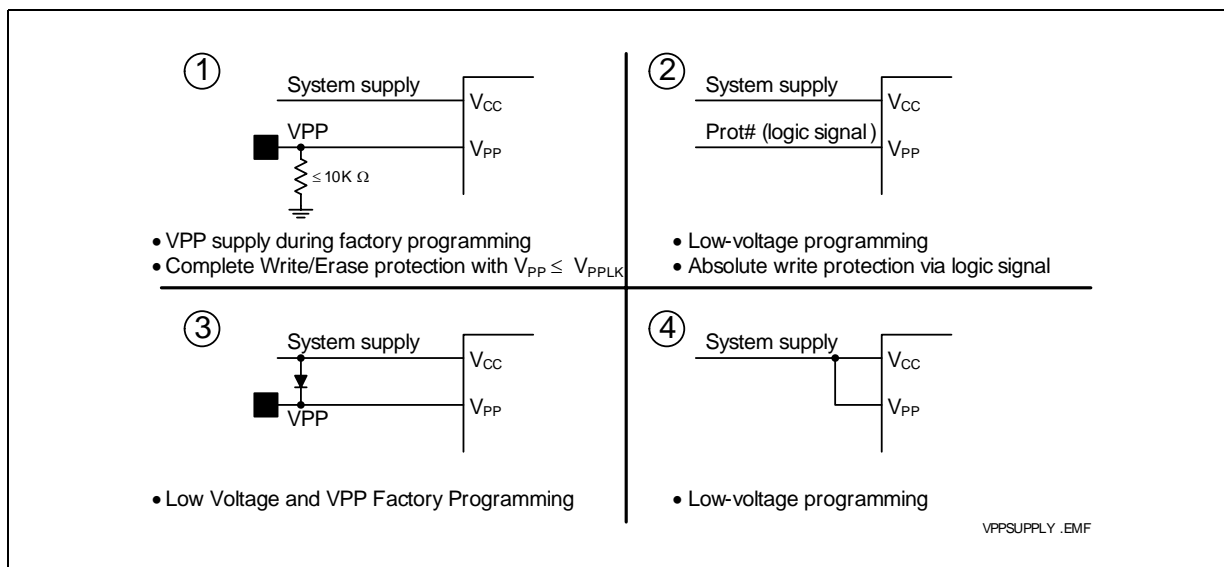 1
System supply
VCC
VPP
VPP
≤ 10K Ω
• VPP supply during factory programming
• Complete Write/Erase protection with VPP ≤ VPPLK
2
System supply
VCC
Prot# (logic signal)
VPP
• Low-voltage programming
• Absolute write protection via logic signal
3
System supply
VCC
VPP
VPP
• Low Voltage and VPP Factory Programming
4
System supply
VCC
VPP
• Low-voltage programming
VPPSUPPLY .EMF